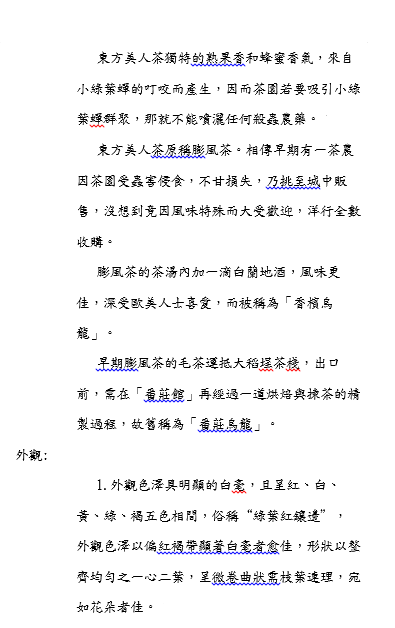 東方美人茶獨特的熟果香和蜂蜜香氣，來自
小綠葉蟬的叮咬而產生，因而茶園若要吸引小綠
葉蟬群聚，那就不能噴灑任何殺蟲農藥。
東方美人茶原稱膨風茶。相傳早期有一茶農
因茶園受蟲害侵食，不甘損失，乃挑至城中販
售，沒想到竟因風味特殊而大受歡迎，洋行全數
收購。
膨風茶的茶湯內加一滴白蘭地酒，風味更
佳，深受歐美人士喜愛，而被稱為「香檳烏
龍」。
早期膨風茶的毛茶運抵大稻埕茶棧，出口
前，需在「番莊館」再經過一道烘焙與揀茶的精
製過程，故舊稱為「番莊烏龍」。
外觀:
1.外觀色澤具明顯的白毫，且呈紅、白、
黃、綠、褐五色相間，俗稱“綠葉紅鑲邊”，
外觀色澤以偏紅褐帶顯著白毫者愈佳，形狀以整
齊均勻之一心二葉，呈微卷曲狀需枝葉連理，宛
如花朵者佳。